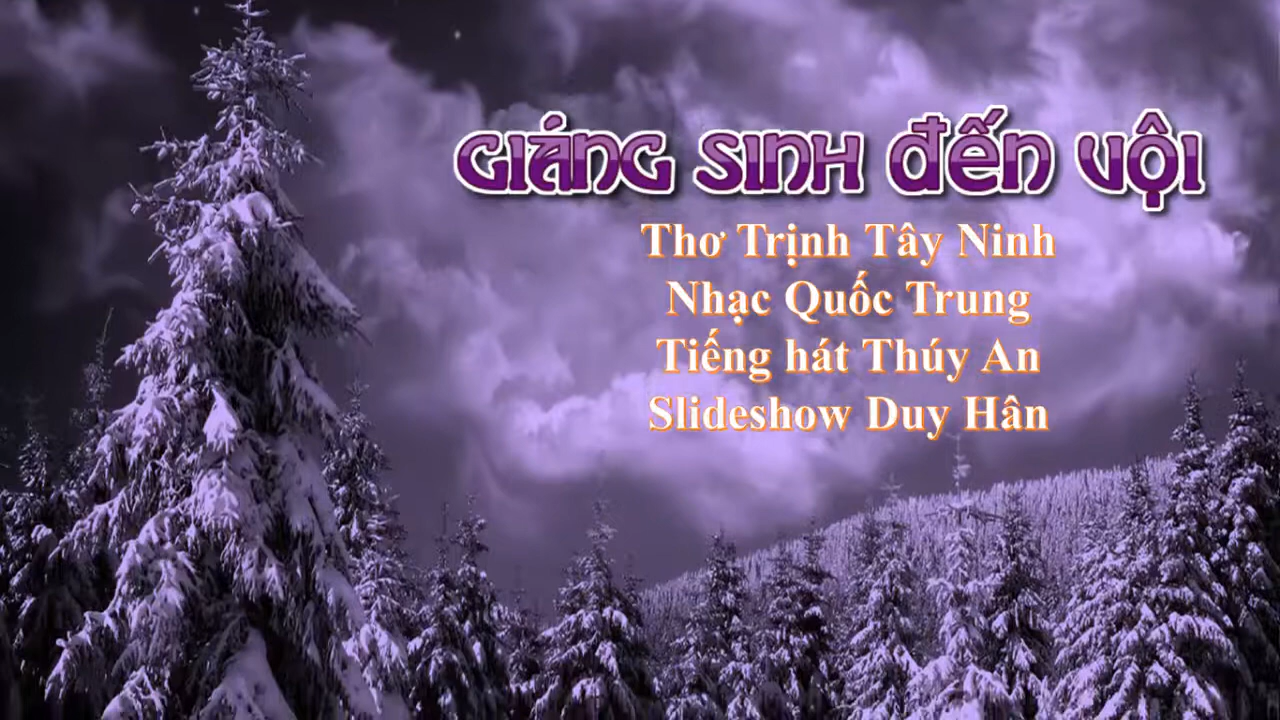 GIÁNG SINH ĐẾN VỘI
Thơ Trịnh Tây Ninh
Nhạc Quốc Trung
Tiếng hát Thúy An
Slideshow Duy Hân